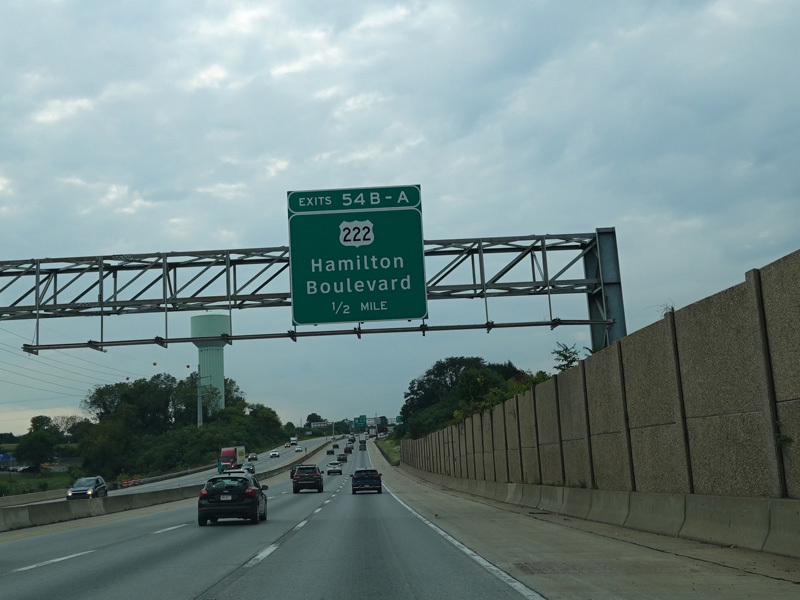 EXITS 54B-A
222
Hamilton
Boulevard
1/2 MILE